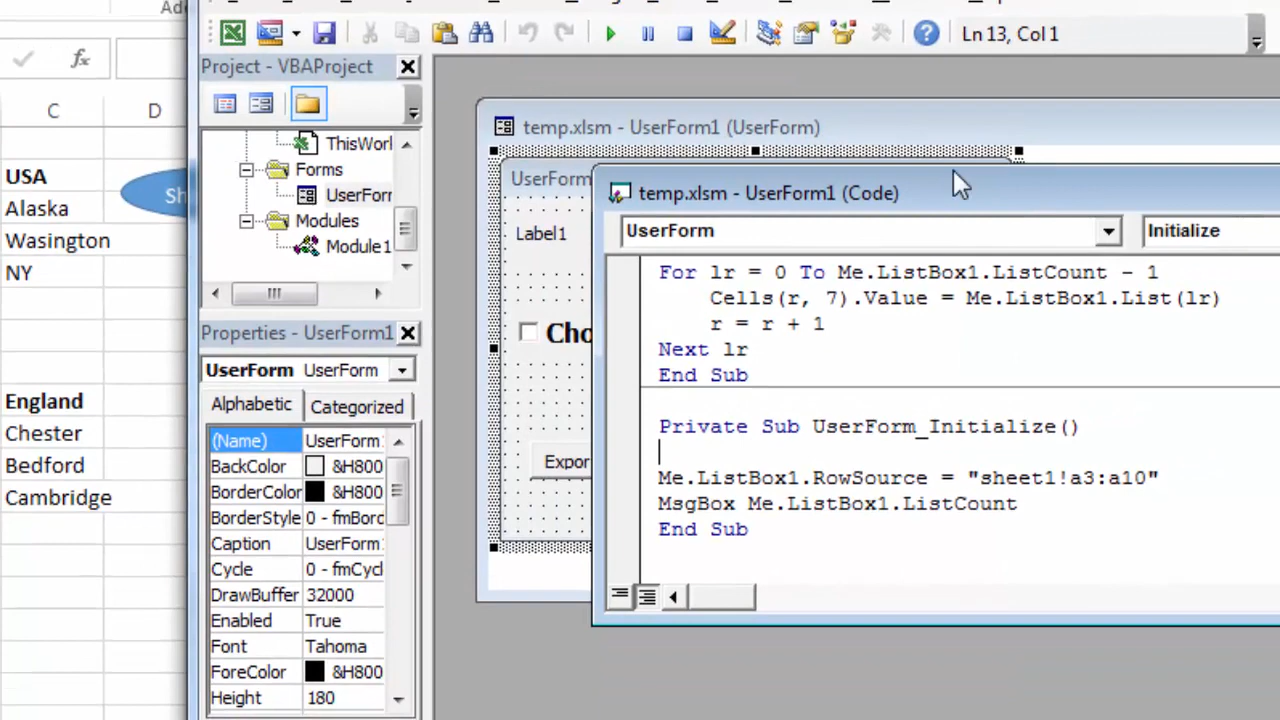 fx
C D
USA
Alaska
Wasington
NY
England
Chester
Bedford
Cambridge
Sh
Ln 13, Col 1
Project - VBAProject
ThisWorl
Forms
UserForr
Modules
Module1
Properties - UserForm1
UserForm UserForm
Alphabetic Categorized
(Name) UserForm
BackColor &H800
BorderColor &H800
BorderStyle 0 - fmBord
Caption UserForm
Cycle 0 - fmCycl
DrawBuffer 32000
Enabled True
Font Tahoma
ForeColor &H800
Height 180
temp.xlsm - UserForm1 (UserForm)
UserForm
Label1
Cho
Expor
temp.xlsm - UserForm1 (Code)
UserForm Initialize
For lr = 0 To Me.ListBox1.ListCount - 1
Cells(r, 7).Value = Me.ListBox1.List(lr)
r = r + 1
Next lr
End Sub
Private Sub UserForm_Initialize()
Me.ListBox1.RowSource = "sheet1!a3:a10"
MsgBox Me.ListBox1.ListCount
End Sub